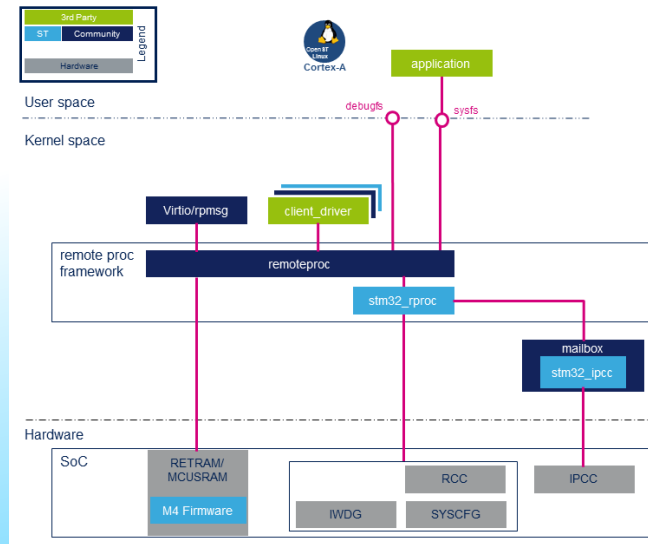 3rd Party
ST
Community
Legend
Hardware
Open ST
Linux
Cortex-A
application
User space
debugfs
sysfs
Kernel space
Virtio/rpmsg
client_driver
remote proc
framework
remoteproc
stm32_rproc
mailbox
stm32_ipcc
Hardware
SoC
RETRAM/
MCUSRAM
M4 Firmware
RCC
IWDG
SYSCFG
IPCC